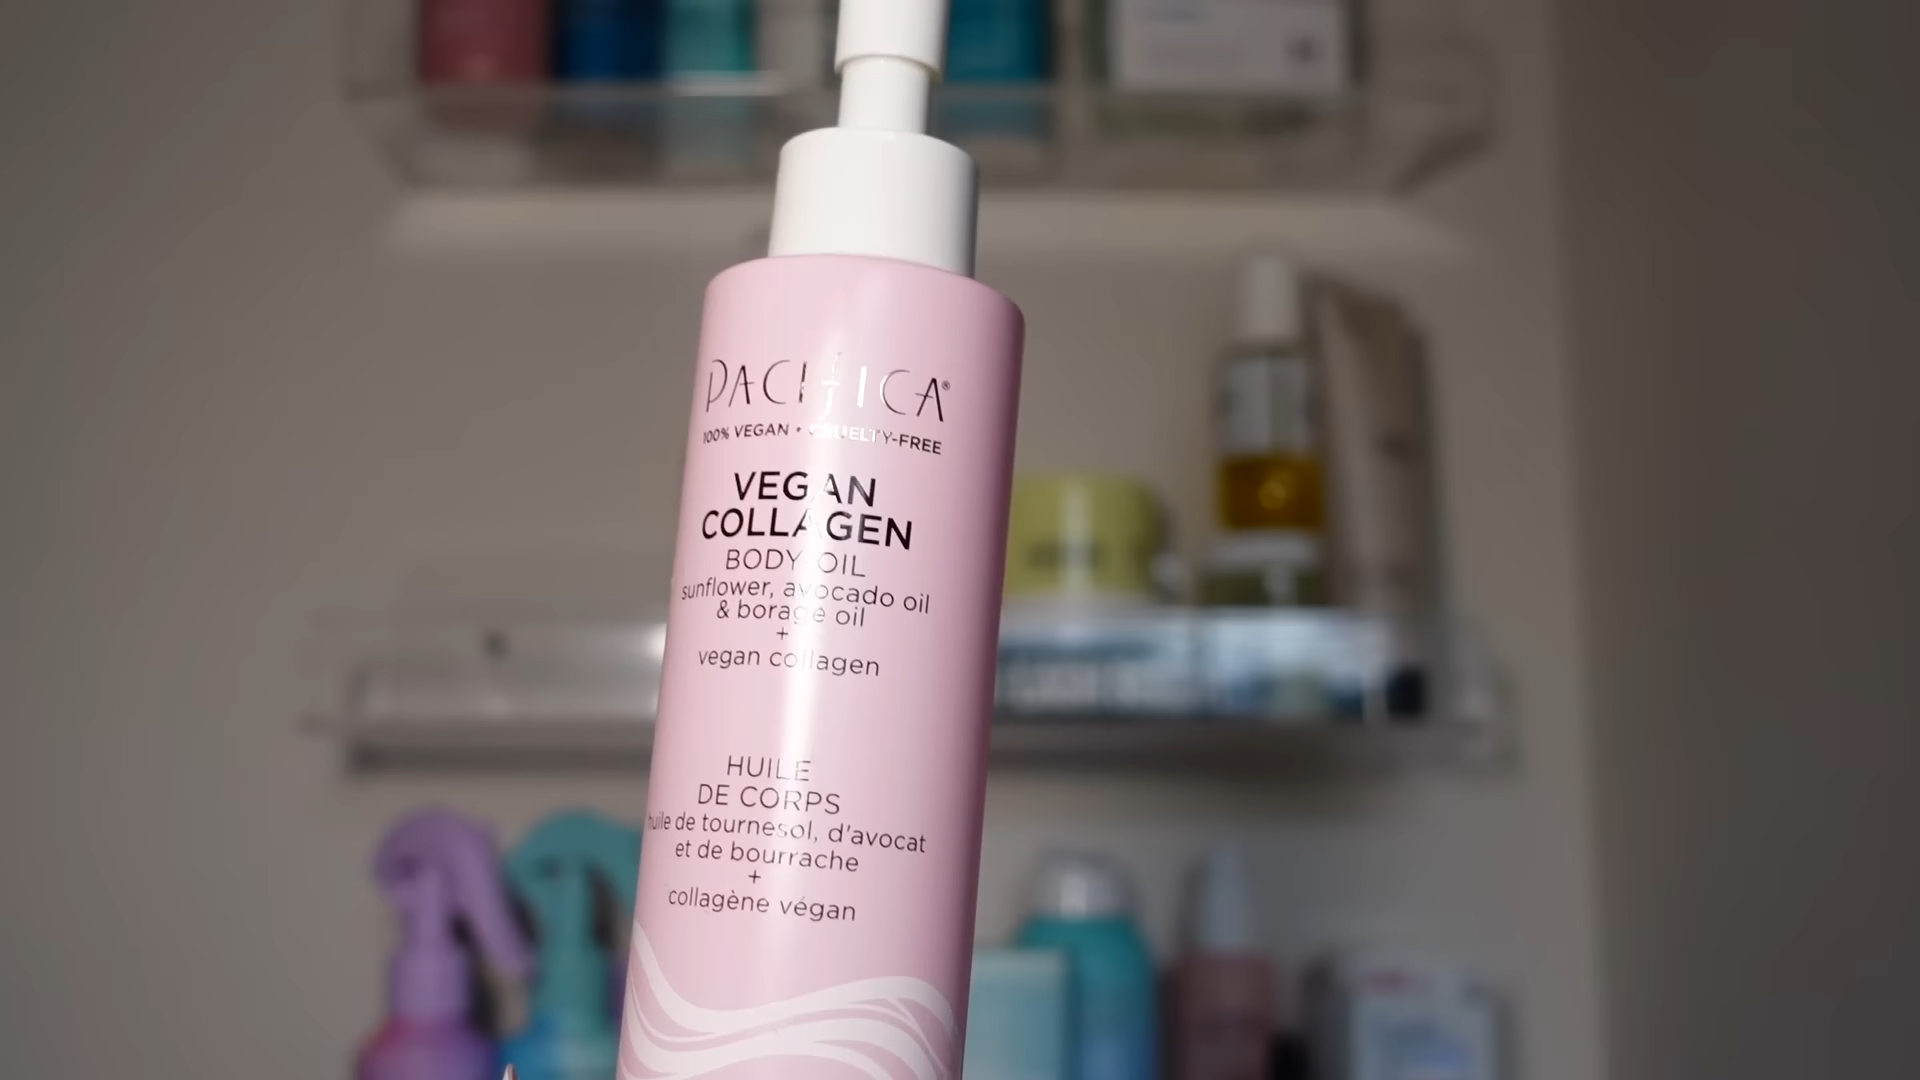 PACIFICA®
100% VEGAN • CRUELTY-FREE
VEGAN
COLLAGEN
BODY OIL
sunflower, avocado oil
& borage oil
+
vegan collagen
HUILE
DE CORPS
huile de tournesol, d'avocat
et de bourrache
+
collagène végan